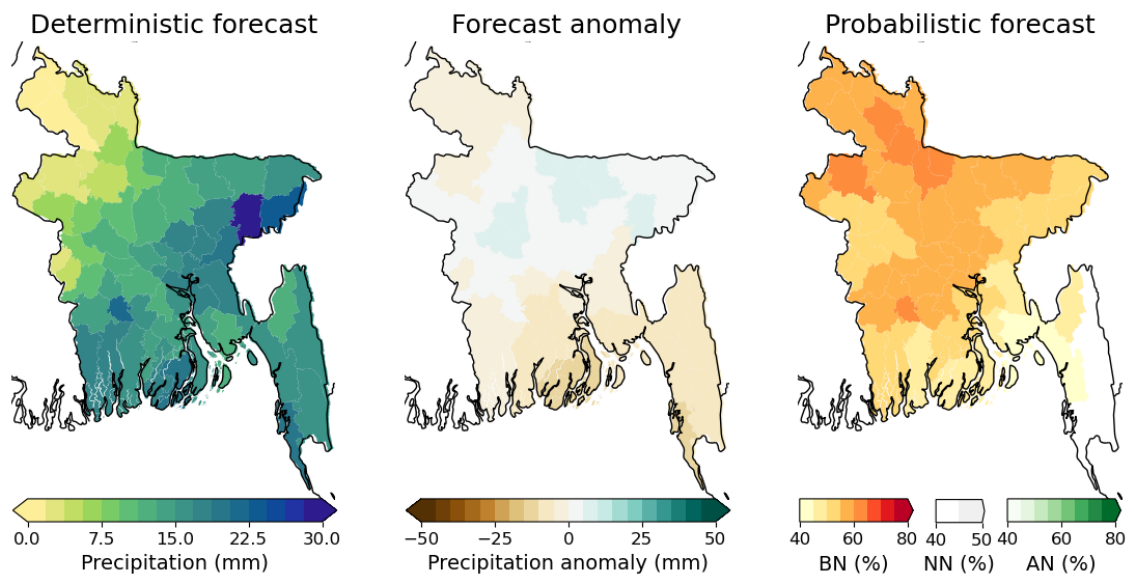 Deterministic forecast
Forecast anomaly
Probabilistic forecast
0.0 7.5 15.0 22.5 30.0
Precipitation (mm)
−50 −25 0 25 50
Precipitation anomaly (mm)
40 60 80
BN (%)
40 50
NN (%)
40 60 80
AN (%)